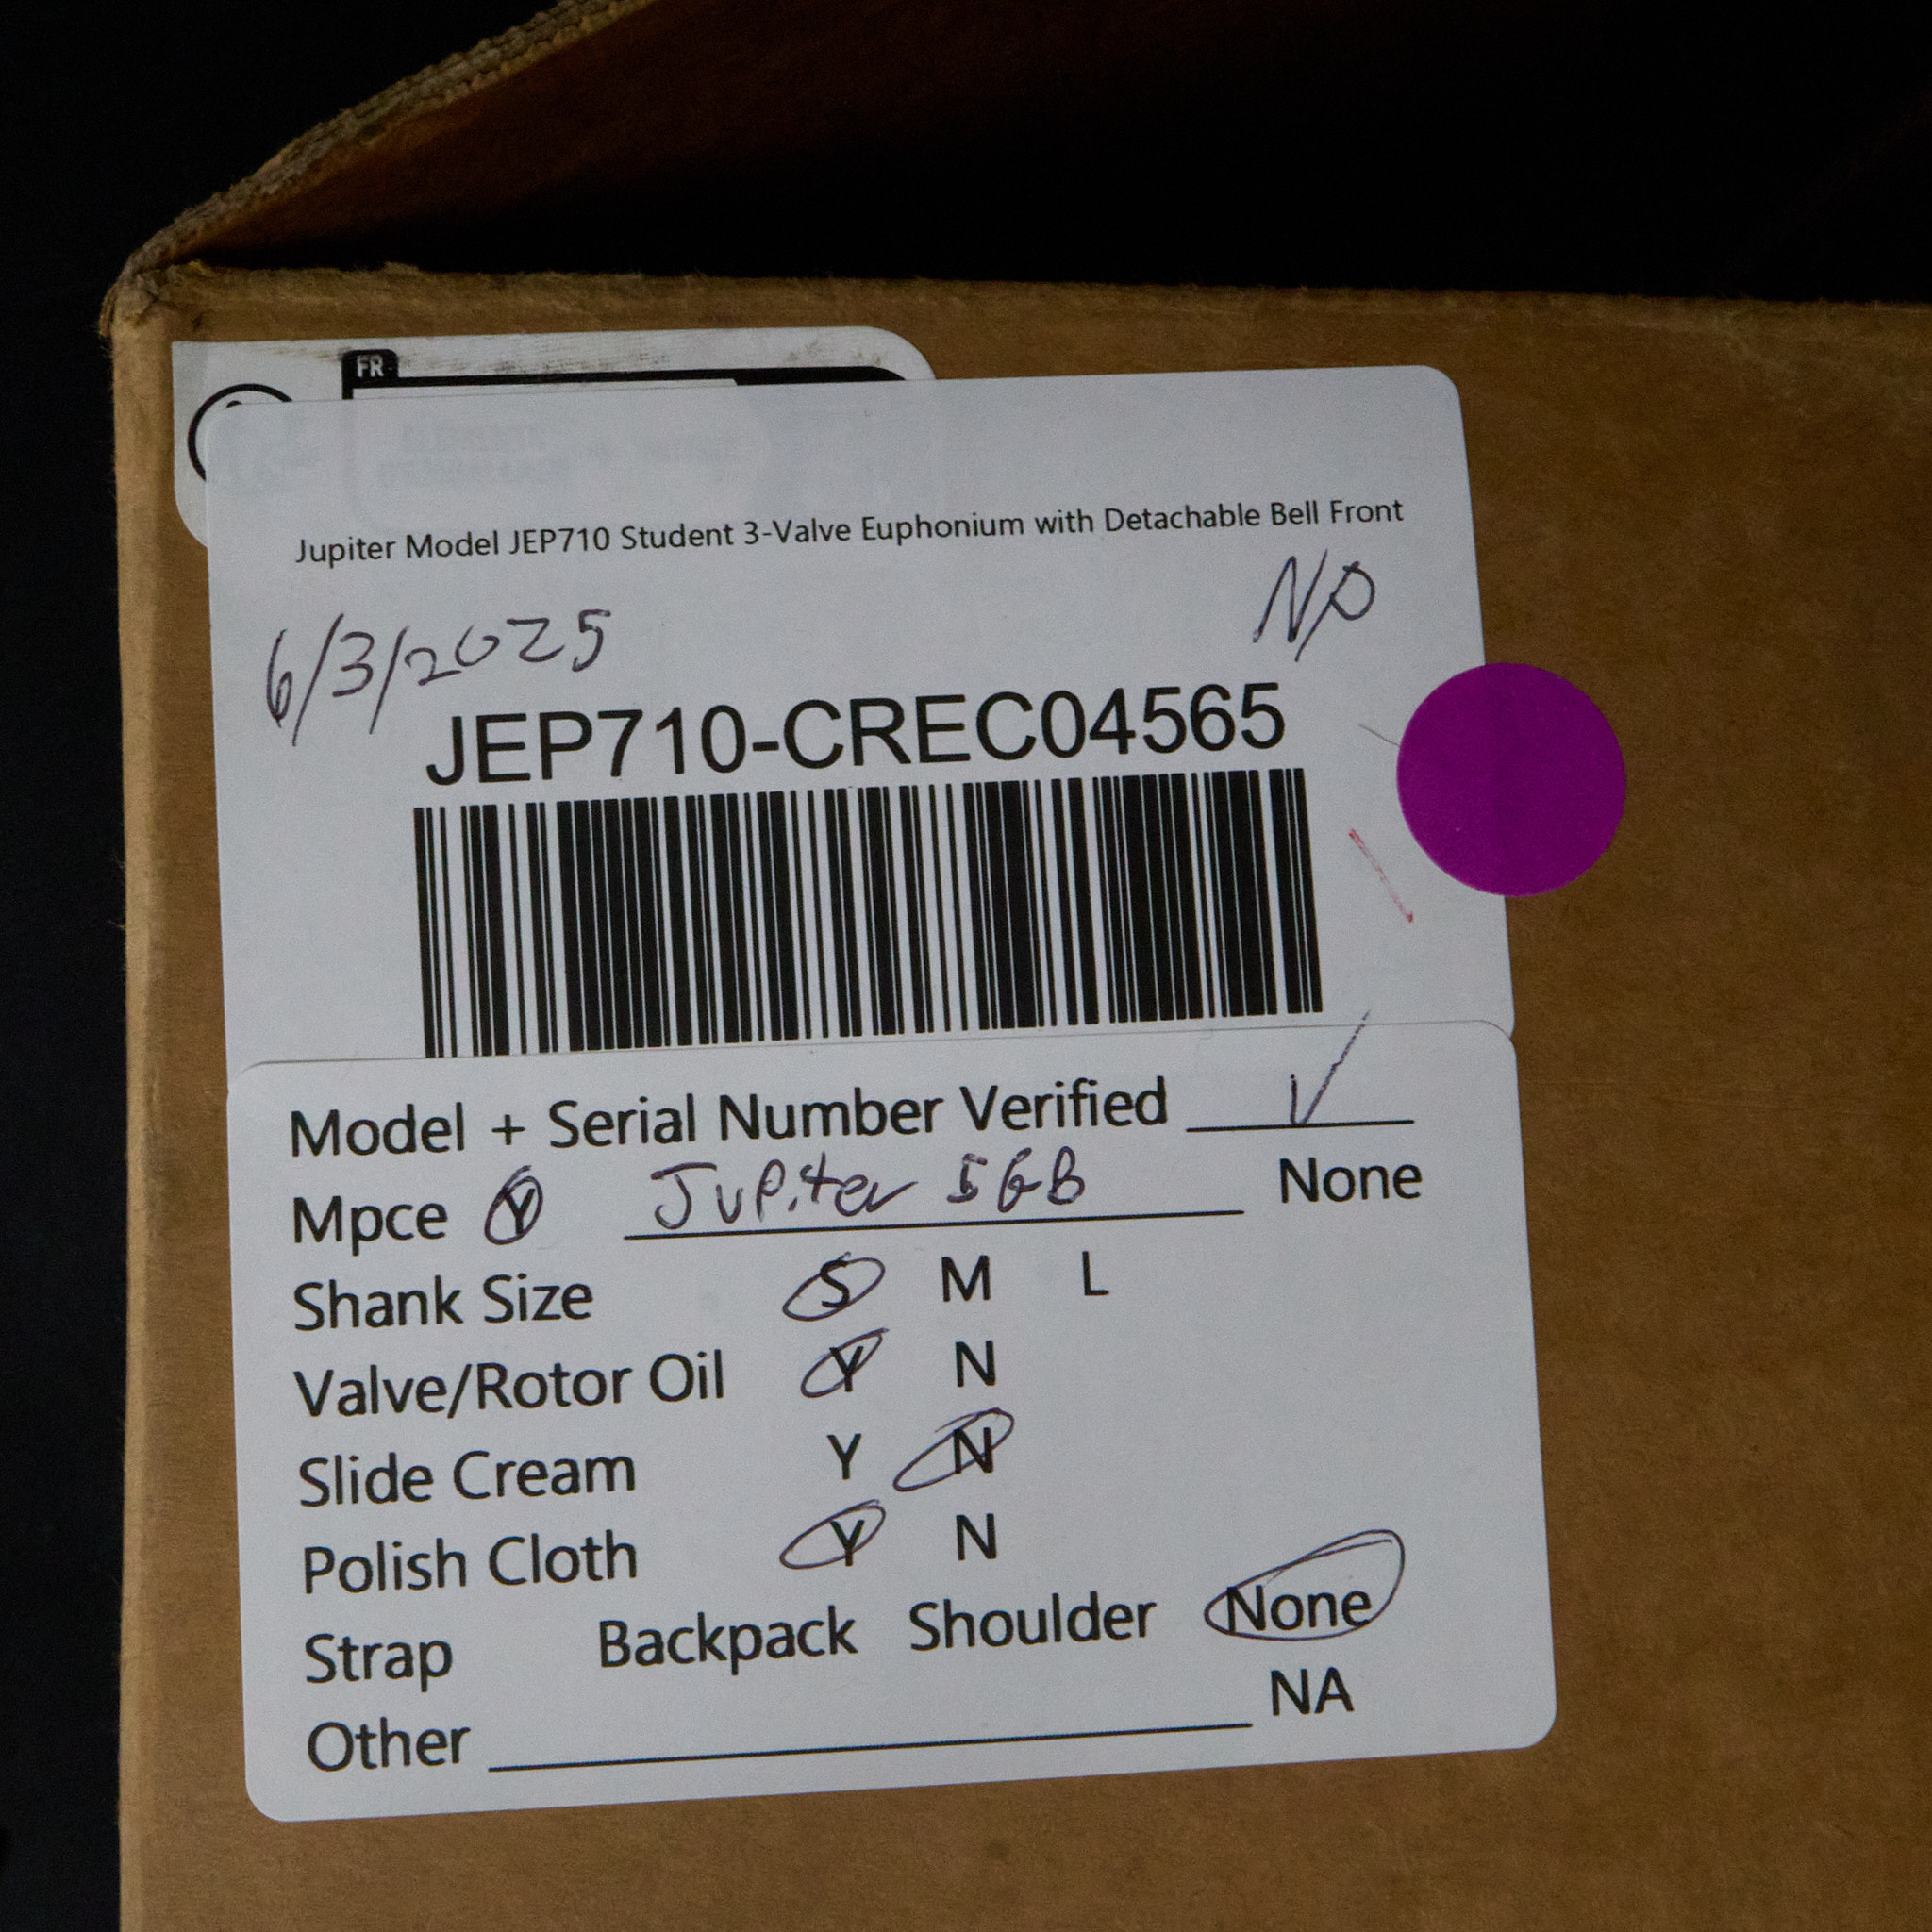 FR
Jupiter Model JEP710 Student 3-Valve Euphonium with Detachable Bell Front
6/3/2025 NP
JEP710-CREC04565
Model + Serial Number Verified ✓
Mpce Y Jupiter 5GB None
Shank Size S M L
Valve/Rotor Oil Y N
Slide Cream Y N
Polish Cloth Y N
Strap Backpack Shoulder None
Other NA